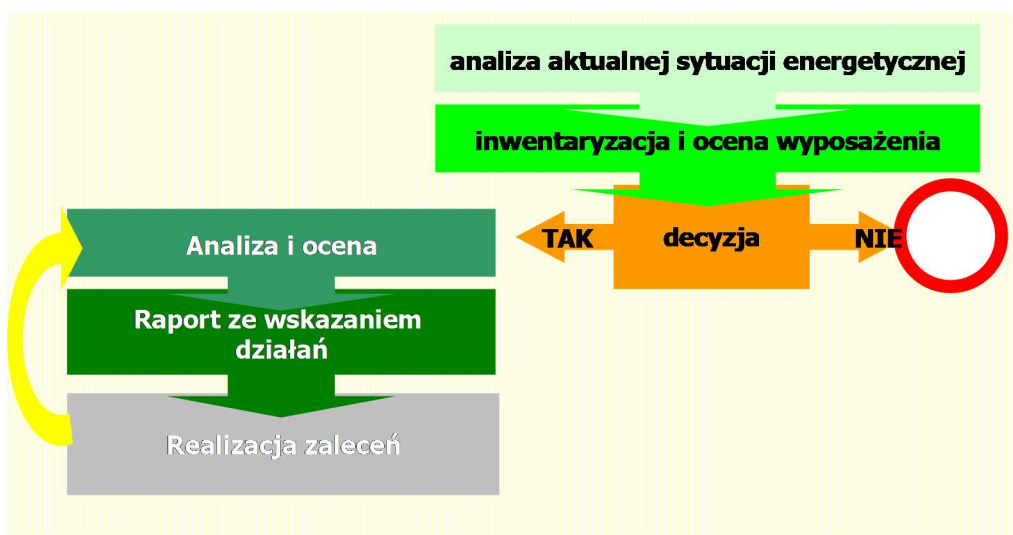 analiza aktualnej sytuacji energetycznej
inwentaryzacja i ocena wyposażenia
TAK
decyzja
NIE
Analiza i ocena
Raport ze wskazaniem
działań
Realizacja zaleceń